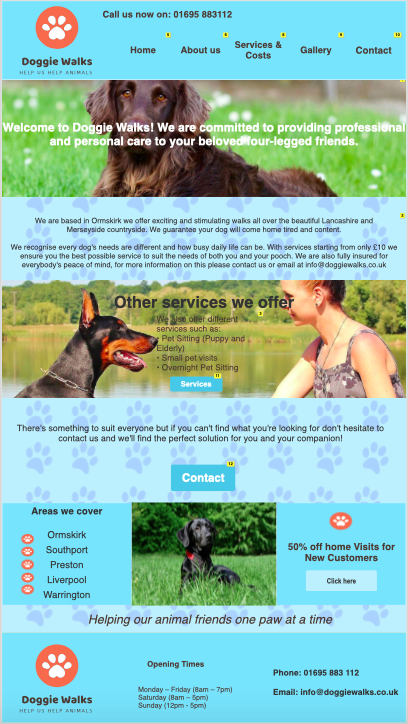 Call us now on: 01695 883112
Doggie Walks
HELP US HELP ANIMALS
Home
About us
Services &
Costs
Gallery
Contact
Welcome to Doggie Walks! We are committed to providing professional
and personal care to your beloved four-legged friends.
We are based in Ormskirk we offer exciting and stimulating walks all over the beautiful Lancashire and
Merseyside countryside. We guarantee your dog will come home tired and content.
We recognise every dog's needs are different and how busy daily life can be. With services starting from only £10 we
ensure you the best possible service to suit the needs of both you and your pooch. We are also fully insured for
everybody's peace of mind, for more information on this please contact us or email at info@doggiewalks.co.uk
Other services we offer
We also offer different
services such as:
• Pet Sitting (Puppy and
Elderly)
• Small pet visits
• Overnight Pet Sitting
11
Services
There's something to suit everyone but if you can't find what you're looking for don't hesitate to
contact us and we'll find the perfect solution for you and your companion!
Contact
Areas we cover
Ormskirk
Southport
Preston
Liverpool
Warrington
50% off home Visits for
New Customers
Click here
Helping our animal friends one paw at a time
Doggie Walks
HELP US HELP ANIMALS
Opening Times
Monday – Friday (8am – 7pm)
Saturday (8am – 5pm)
Sunday (12pm - 5pm)
Phone: 01695 883 112
Email: info@doggiewalks.co.uk